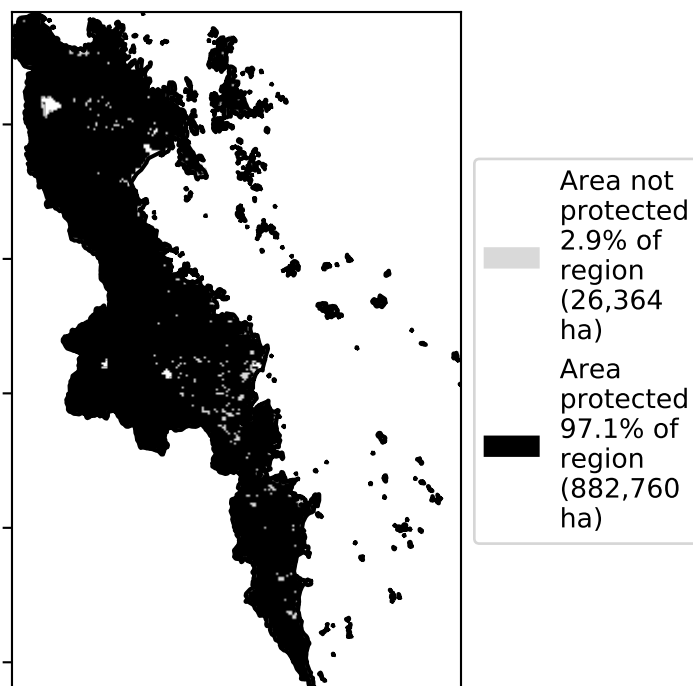 Area not
protected
2.9% of
region
(26,364
ha)
Area
protected
97.1% of
region
(882,760
ha)